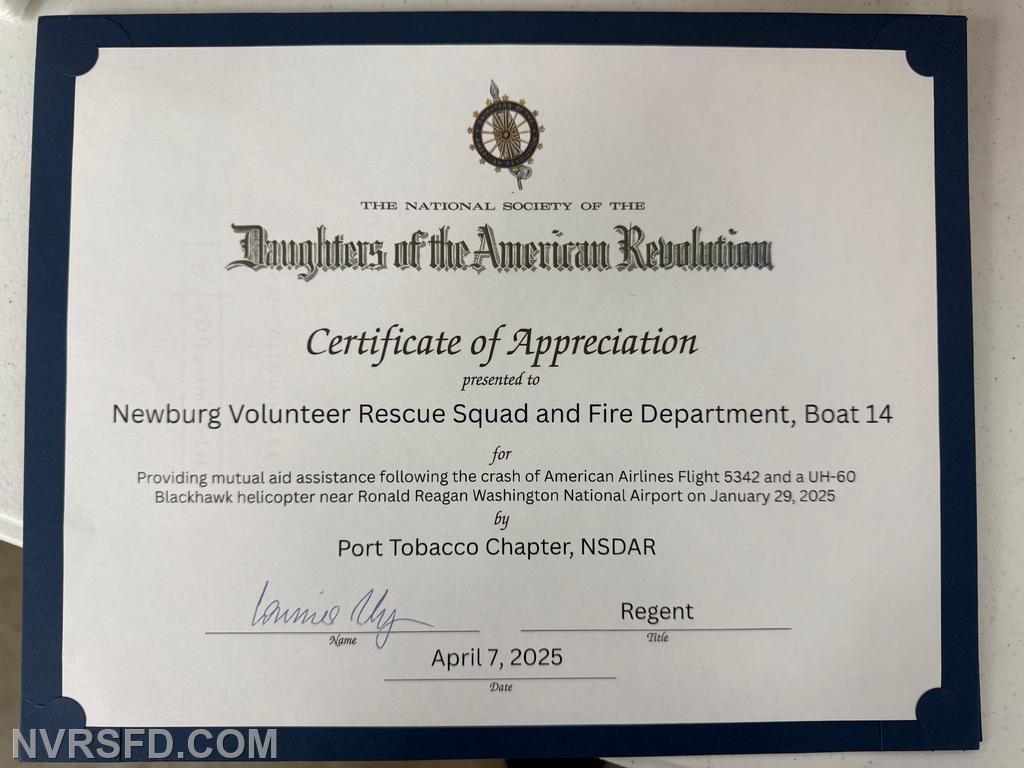 THE NATIONAL SOCIETY OF THE
Daughters of the American Revolution
Certificate of Appreciation
presented to
Newburg Volunteer Rescue Squad and Fire Department, Boat 14
for
Providing mutual aid assistance following the crash of American Airlines Flight 5342 and a UH-60
Blackhawk helicopter near Ronald Reagan Washington National Airport on January 29, 2025
by
Port Tobacco Chapter, NSDAR
Regent
Name
Title
April 7, 2025
Date
NVRSFD.COM